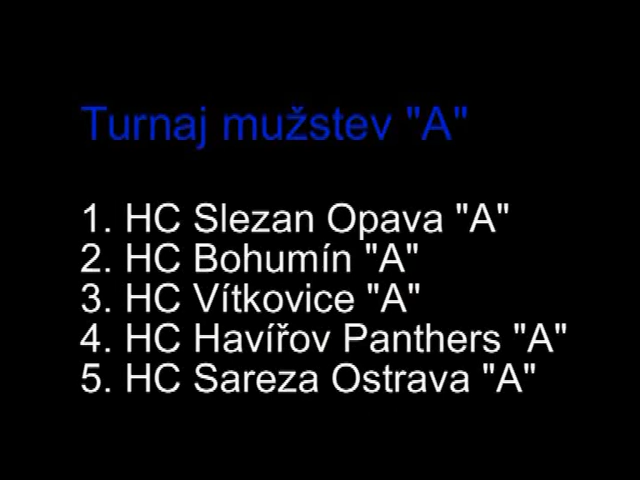 Turnaj mužstev "A"
1. HC Slezan Opava "A"
2. HC Bohumín "A"
3. HC Vítkovice "A"
4. HC Havířov Panthers "A"
5. HC Sareza Ostrava "A"